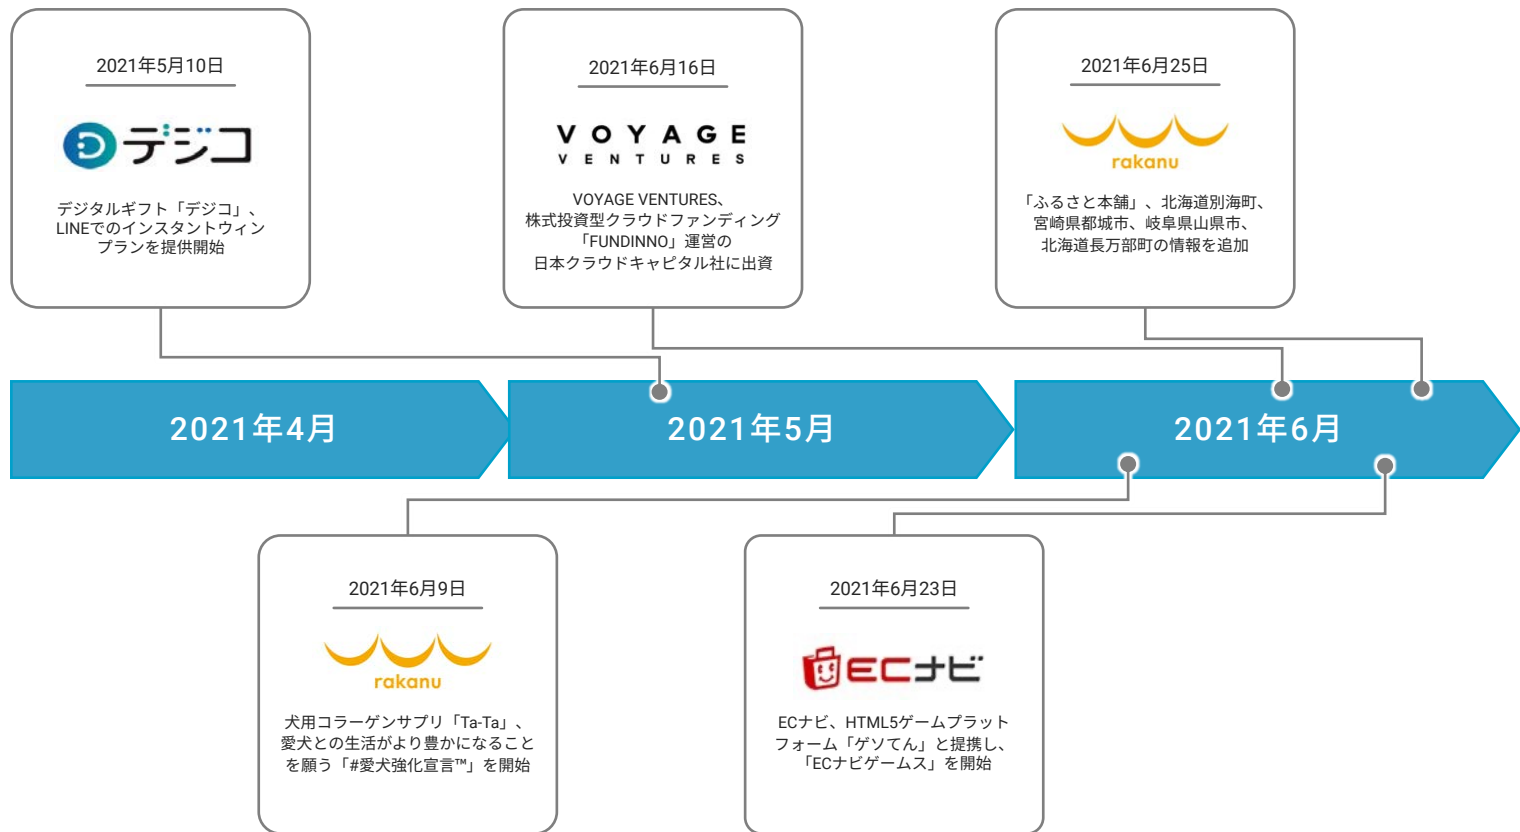 2021年5月10日
デジコ
デジタルギフト「デジコ」、
LINEでのインスタントウィン
プランを提供開始
2021年6月16日
VOYAGE
VENTURES
VOYAGE VENTURES、
株式投資型クラウドファンディング
「FUNDINNO」運営の
日本クラウドキャピタル社に出資
2021年6月25日
rakanu
「ふるさと本舗」、北海道別海町、
宮崎県都城市、岐阜県山県市、
北海道長万部町の情報を追加
2021年4月
2021年5月
2021年6月
2021年6月9日
rakanu
犬用コラーゲンサプリ「Ta-Ta」、
愛犬との生活がより豊かになること
を願う「#愛犬強化宣言™」を開始
2021年6月23日
ECナビ
ECナビ、HTML5ゲームプラット
フォーム「ゲソてん」と提携し、
「ECナビゲームス」を開始